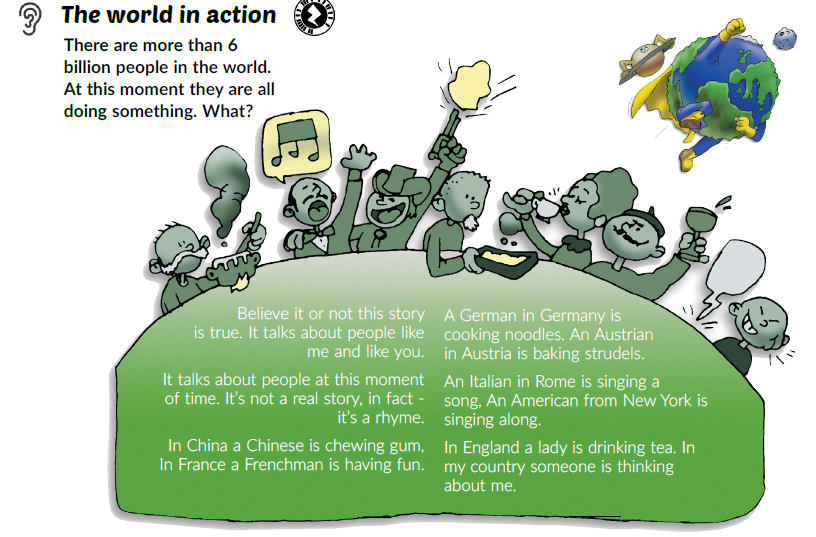 The world in action
There are more than 6
billion people in the world.
At this moment they are all
doing something. What?
Believe it or not this story
is true. It talks about people like
me and like you.
It talks about people at this moment
of time. It's not a real story, in fact -
it's a rhyme.
In China a Chinese is chewing gum,
In France a Frenchman is having fun.
A German in Germany is
cooking noodles. An Austrian
in Austria is baking strudels.
An Italian in Rome is singing a
song, An American from New York is
singing along.
In England a lady is drinking tea. In
my country someone is thinking
about me.